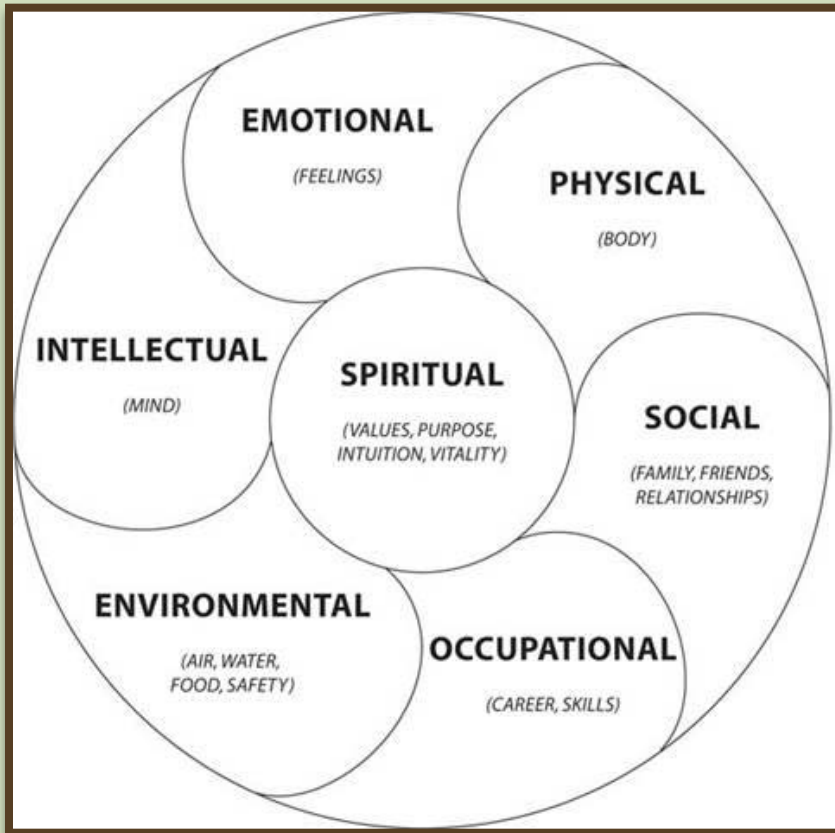 EMOTIONAL
(FEELINGS)
PHYSICAL
(BODY)
INTELLECTUAL
(MIND)
SPIRITUAL
(VALUES, PURPOSE,
INTUITION, VITALITY)
SOCIAL
(FAMILY, FRIENDS,
RELATIONSHIPS)
ENVIRONMENTAL
(AIR, WATER,
FOOD, SAFETY)
OCCUPATIONAL
(CAREER, SKILLS)